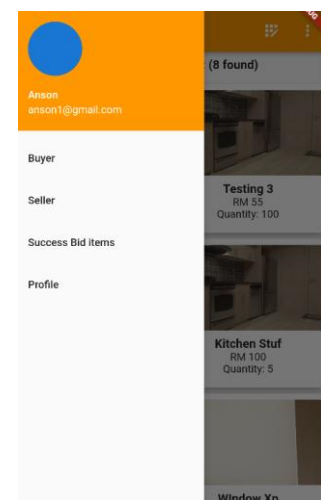 Anson
anson1@gmail.com
Buyer
Seller
Success Bid items
Profile
(8 found)
Testing 3
RM 55
Quantity: 100
Kitchen Stuf
RM 100
Quantity: 5
Window Xp